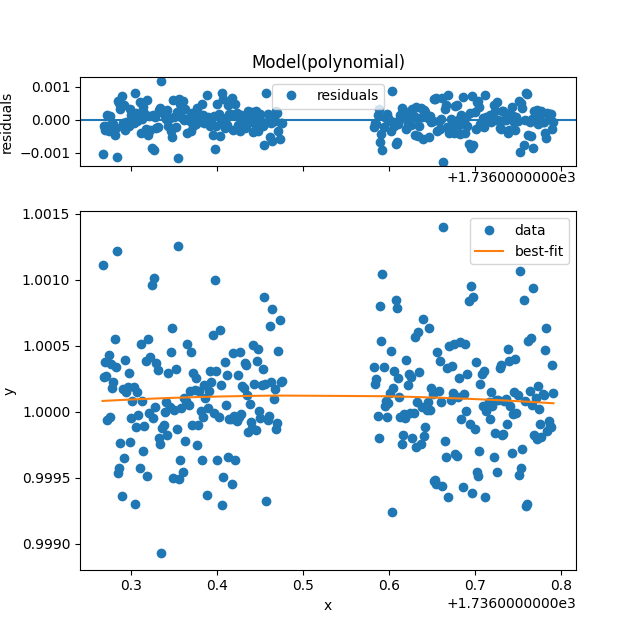 Model(polynomial)
residuals
0.001
0.000
−0.001
residuals
+1.7360000000e3
y
1.0015
1.0010
1.0005
1.0000
0.9995
0.9990
data
best-fit
0.3 0.4 0.5 0.6 0.7 0.8
x
+1.7360000000e3